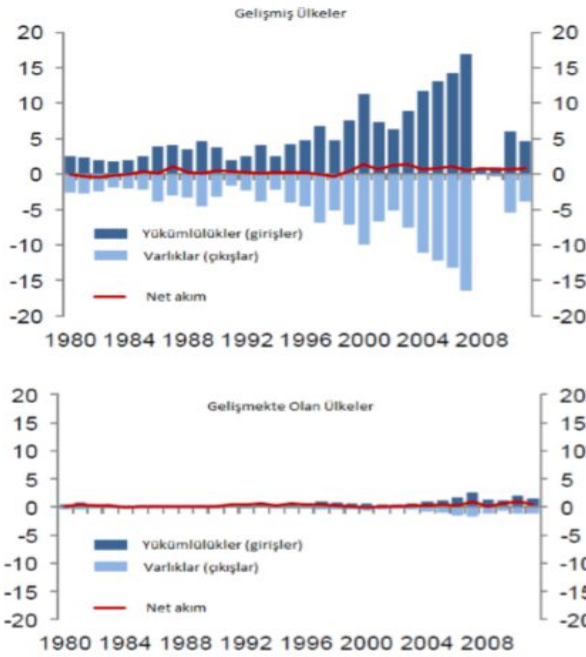 Gelişmiş Ülkeler
20 20
15 15
10 10
5 5
0 0
-5 -5
-10 -10
-15 -15
-20 -20
Yükümlülükler (girişler)
Varlıklar (çıkışlar)
Net akım
1980 1984 1988 1992 1996 2000 2004 2008
Gelişmekte Olan Ülkeler
20 20
15 15
10 10
5 5
0 0
-5 -5
-10 -10
-15 -15
-20 -20
Yükümlülükler (girişler)
Varlıklar (çıkışlar)
Net akım
1980 1984 1988 1992 1996 2000 2004 2008